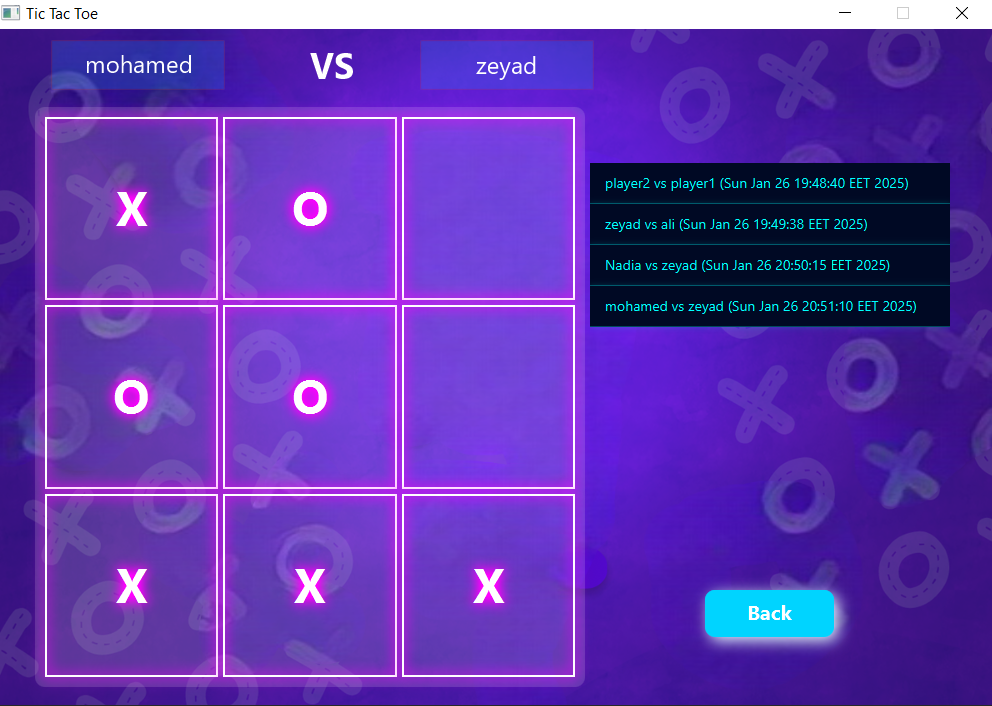 Tic Tac Toe
mohamed VS zeyad
X O
O O
X X X
player2 vs player1 (Sun Jan 26 19:48:40 EET 2025)
zeyad vs ali (Sun Jan 26 19:49:38 EET 2025)
Nadia vs zeyad (Sun Jan 26 20:50:15 EET 2025)
mohamed vs zeyad (Sun Jan 26 20:51:10 EET 2025)
Back